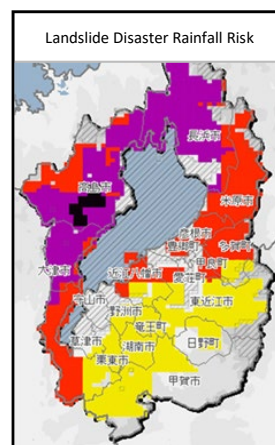 Landslide Disaster Rainfall Risk
長浜市
高島市
米原市
彦根市
多賀町
豊郷町
甲良町
大津市
近江八幡市
愛荘町
東近江市
守山市
野洲市
竜王町
草津市
湖南市
日野町
栗東市
甲賀市